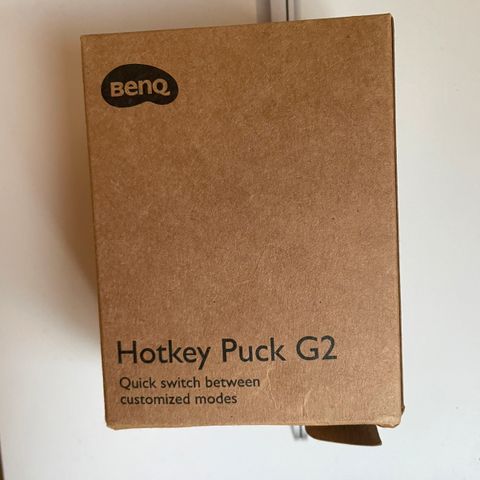 BenQ
Hotkey Puck G2
Quick switch between
customized modes